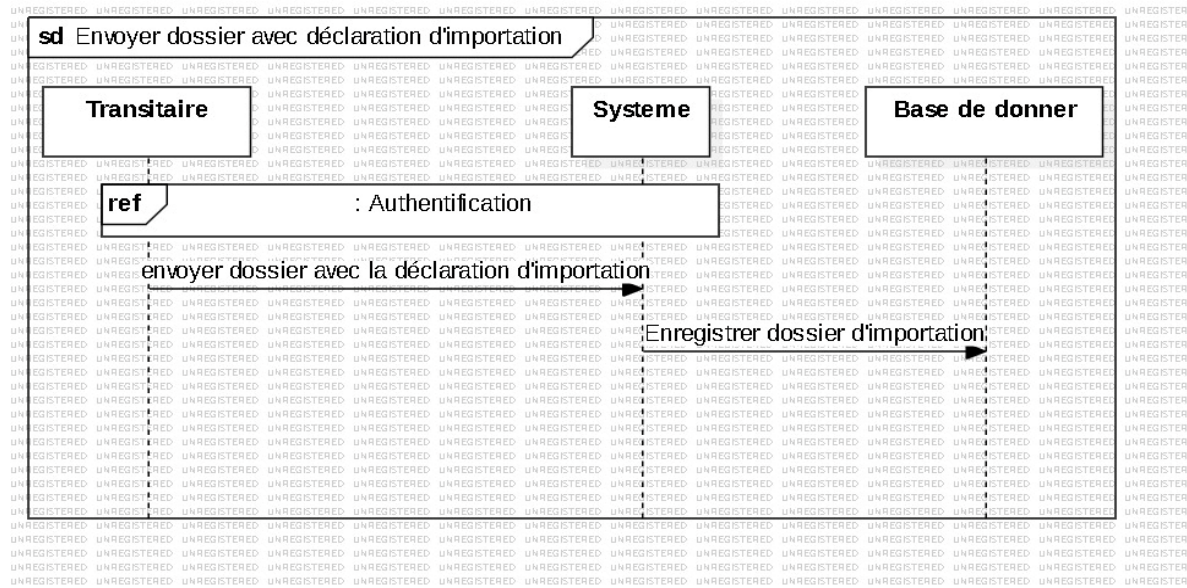 sd Envoyer dossier avec déclaration d'importation
Transitaire
Systeme
Base de donner
ref : Authentification
envoyer dossier avec la déclaration d'importation
Enregistrer dossier d'importation
UNREGISTERED